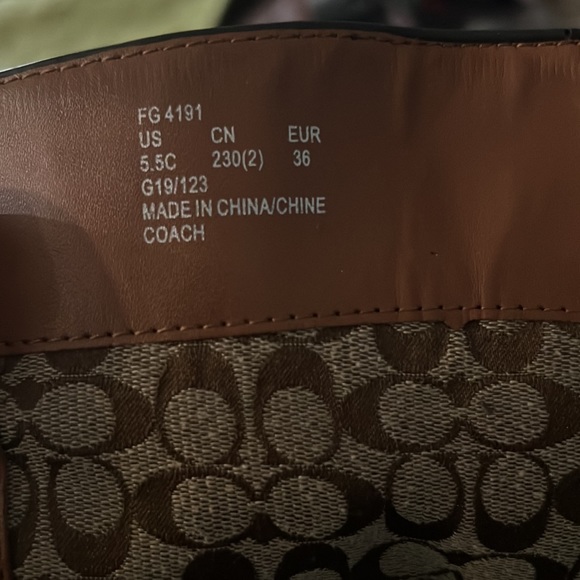 FG 4191
US CN EUR
5.5C 230(2) 36
G19/123
MADE IN CHINA/CHINE
COACH